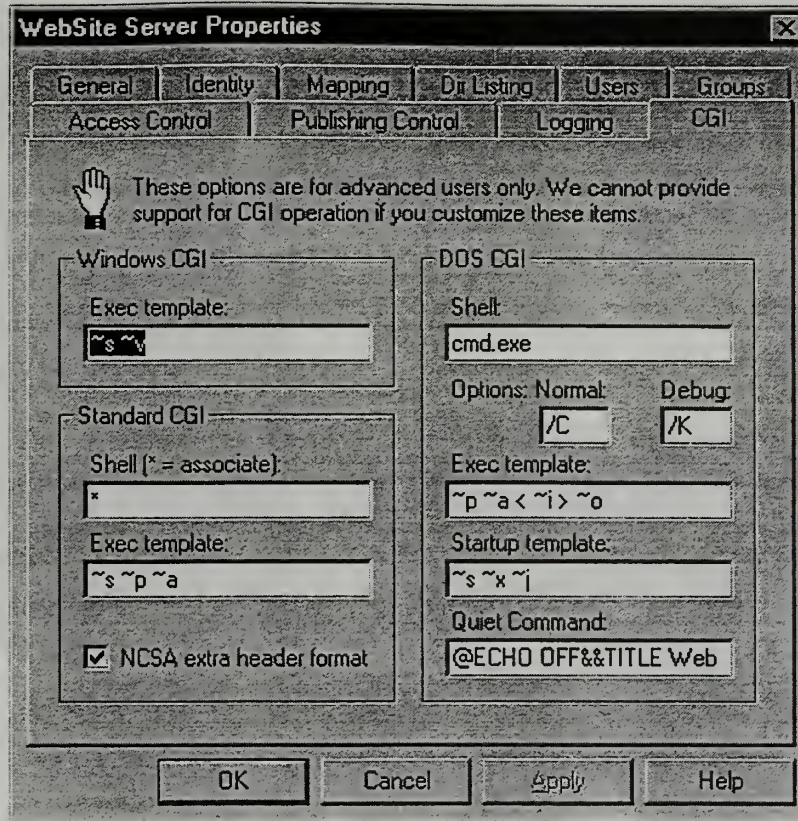 WebSite Server Properties
General Identity Mapping Dir Listing Users Groups
Access Control Publishing Control Logging CGI
These options are for advanced users only. We cannot provide
support for CGI operation if you customize these items.
Windows CGI
Exec template:
~s ~v
Standard CGI
Shell (* = associate):
*
Exec template:
~s ~p ~a
NCSA extra header format
DOS CGI
Shell:
cmd.exe
Options: Normal: Debug:
/C /K
Exec template:
~p ~a < ~i > ~o
Startup template:
~s ~x ~j
Quiet Command:
@ECHO OFF&&TITLE Web
OK Cancel Apply Help